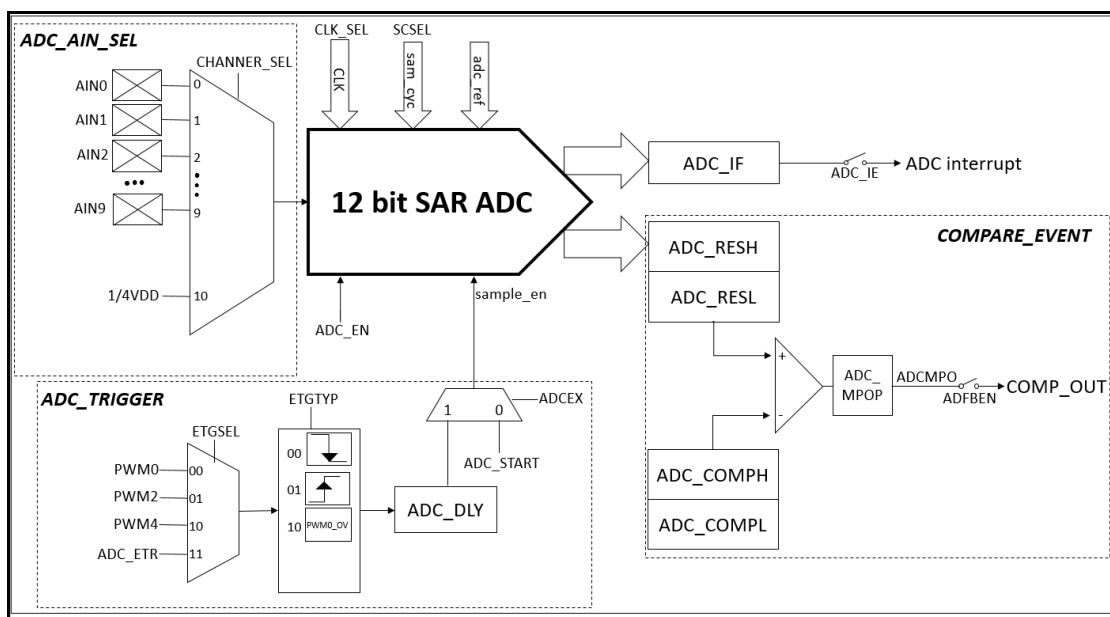 ADC_AIN_SEL
CHANNER_SEL
AIN0
0
AIN1
1
AIN2
2
•••
AIN9
9
1/4VDD
10
CLK_SEL
CLK
SCSEL
sam_cyc
adc_ref
12 bit SAR ADC
ADC_EN
sample_en
ADC_IF
ADC_IE
ADC interrupt
COMPARE_EVENT
ADC_RESH
ADC_RESL
+
-
ADC_
MPOP
ADCMPO
ADFBEN
COMP_OUT
ADC_COMPH
ADC_COMPL
ADC_TRIGGER
ETGSEL
PWM0
00
PWM2
01
PWM4
10
ADC_ETR
11
ETGTYP
00
01
10
PWM0_OV
ADC_DLY
1
0
ADCEX
ADC_START